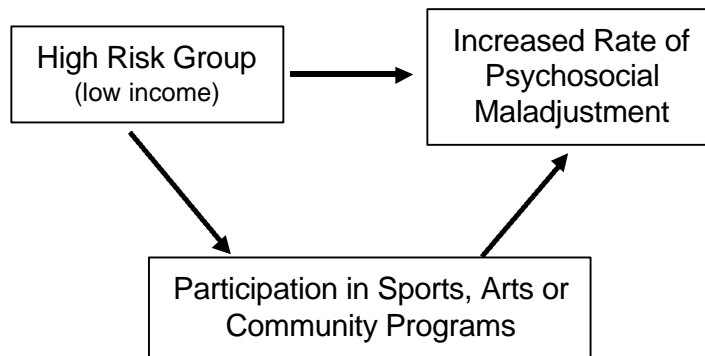 High Risk Group
(low income)
Increased Rate of
Psychosocial
Maladjustment
Participation in Sports, Arts or
Community Programs